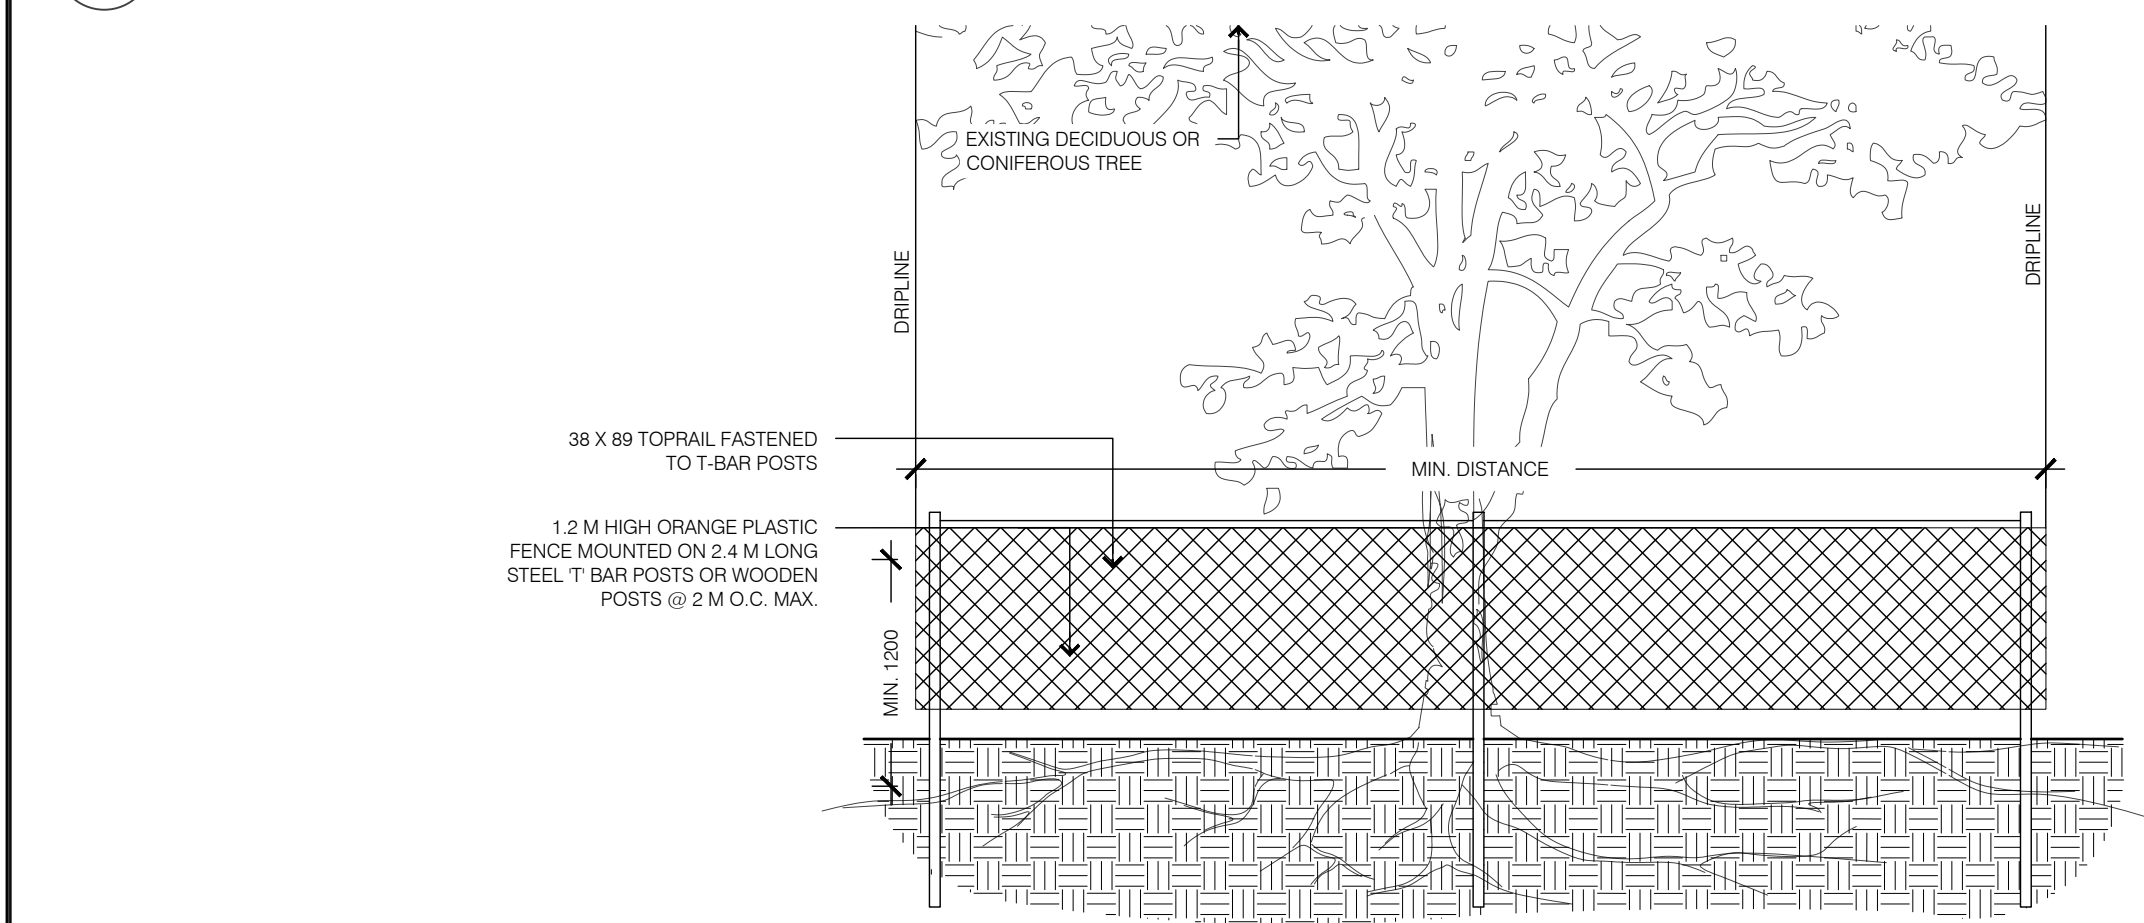 EXISTING DECIDUOUS OR
CONIFEROUS TREE
DRIPLINE
DRIPLINE
38 X 89 TOPRAIL FASTENED
TO T-BAR POSTS
MIN. DISTANCE
1.2 M HIGH ORANGE PLASTIC
FENCE MOUNTED ON 2.4 M LONG
STEEL 'T' BAR POSTS OR WOODEN
POSTS @ 2 M O.C. MAX.
MIN. 1200